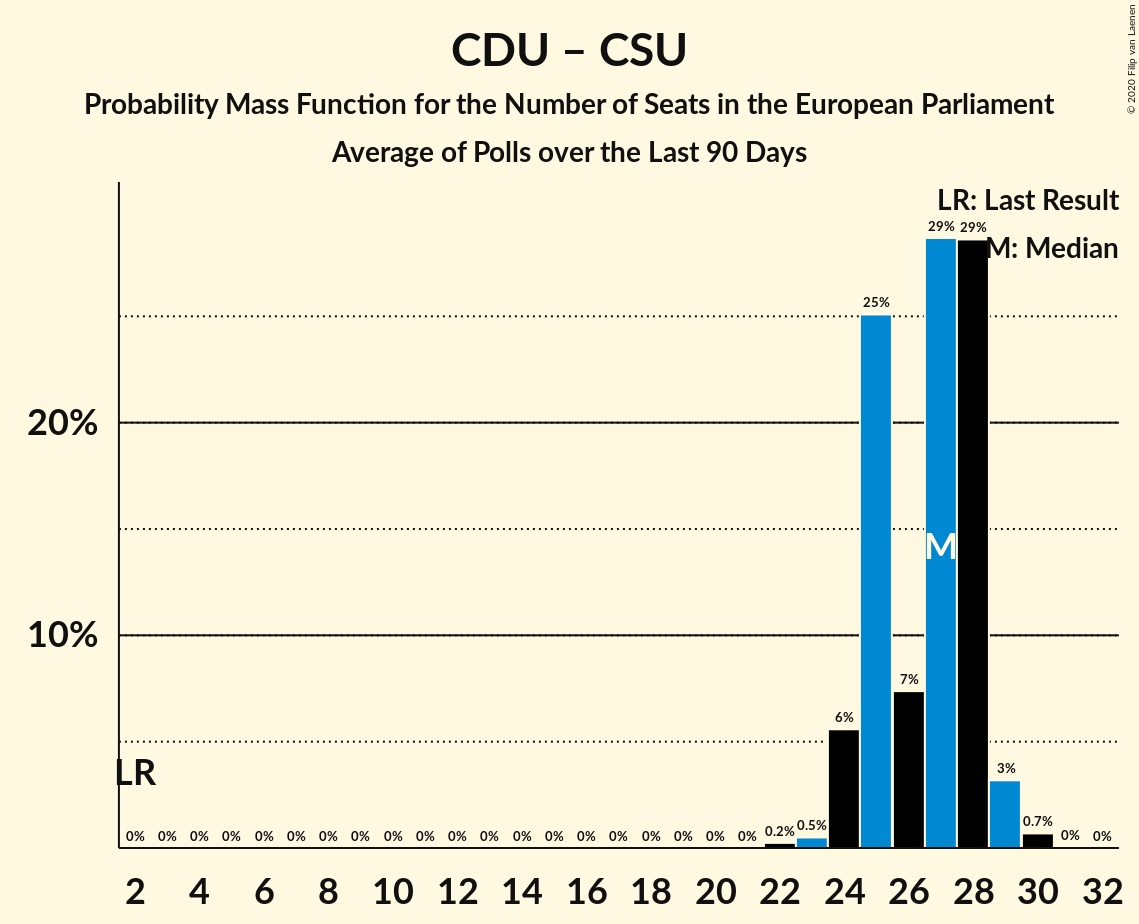 CDU – CSU
Probability Mass Function for the Number of Seats in the European Parliament
Average of Polls over the Last 90 Days
© 2020 Filip van Laenen
LR: Last Result
M: Median
29% 29%
25%
20%
M
10%
7%
6%
LR
3%
0% 0% 0% 0% 0% 0% 0% 0% 0% 0% 0% 0% 0% 0% 0% 0% 0% 0% 0% 0% 0.2% 0.5% 0.7% 0% 0%
2 4 6 8 10 12 14 16 18 20 22 24 26 28 30 32